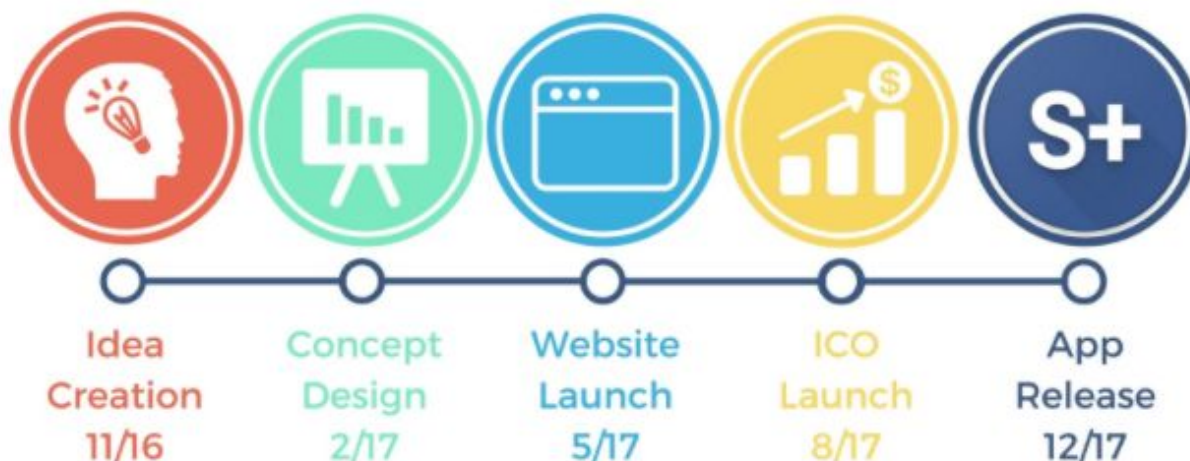 $
S+
Idea
Creation
11/16
Concept
Design
2/17
Website
Launch
5/17
ICO
Launch
8/17
App
Release
12/17